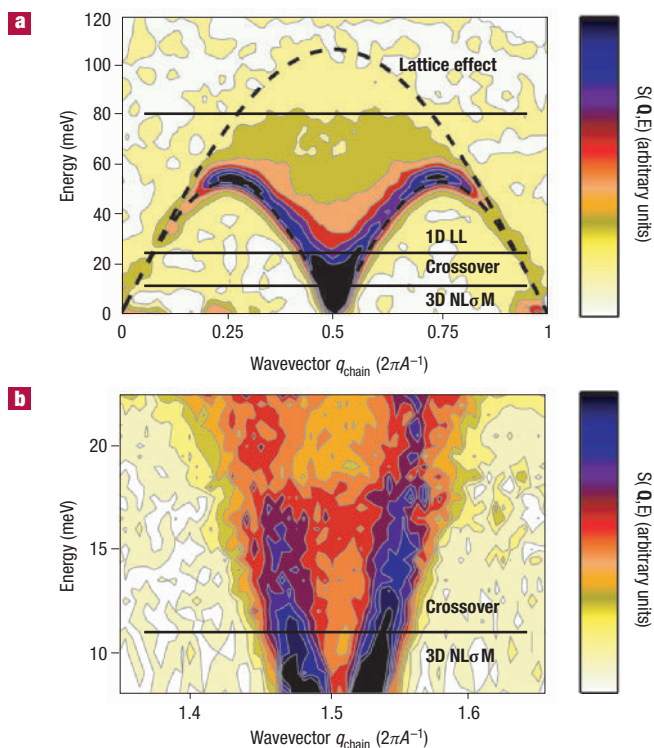 a
120
100
80
60
40
20
0
Energy (meV)
Lattice effect
1D LL
Crossover
3D NLσM
0
0.25
0.5
0.75
1
Wavevector q_chain (2πA⁻¹)
S(Q,E) (arbitrary units)
b
20
15
10
Energy (meV)
Crossover
3D NLσM
1.4
1.5
1.6
Wavevector q_chain (2πA⁻¹)
S(Q,E) (arbitrary units)